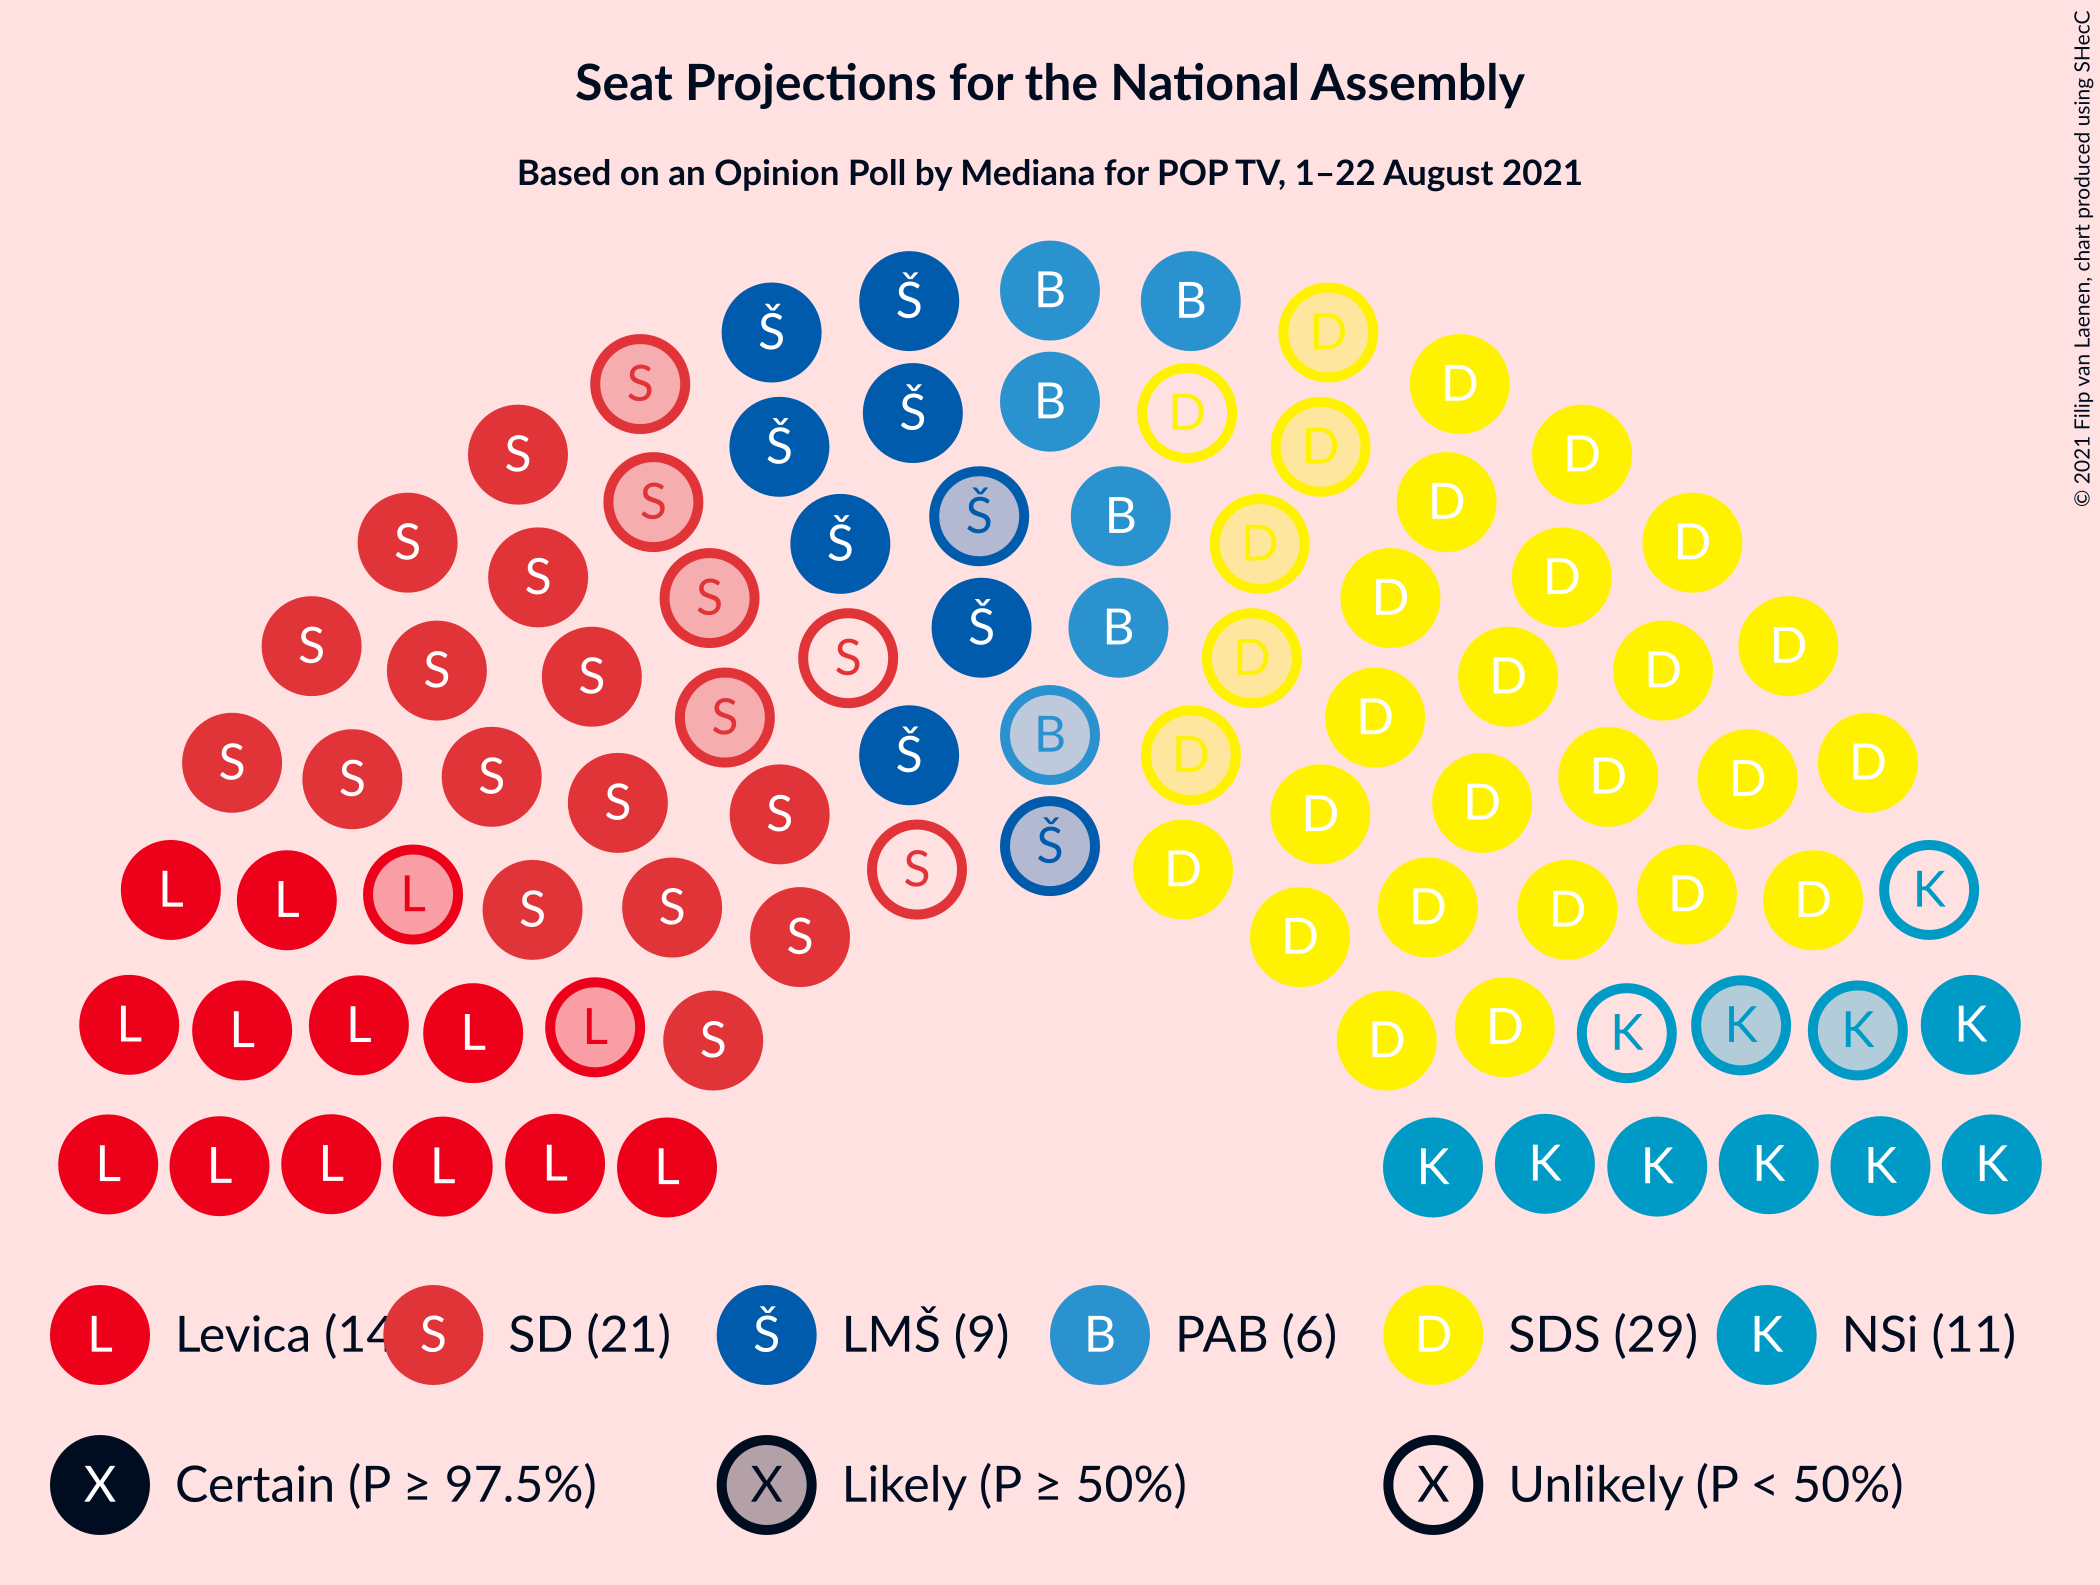 Seat Projections for the National Assembly
Based on an Opinion Poll by Mediana for POP TV, 1–22 August 2021
© 2021 Filip van Laenen, chart produced using SHecC
B
Š B
Š D
S D
B
Š D
Š D
S D
S D
Š B
S D
Š D
S D
S D
S D
Š B
S D
S D
S D
S D
S D
B
Š D
S D
S D
S D
S D
S D
Š
S D
L K
L D
L D
S D
S D
S D
L K
L K
L K
L K
L D
S D
L L L L L L K K K K K K
L Levica (14 S SD (21) Š LMŠ (9) B PAB (6) D SDS (29) K NSi (11)
X Certain (P ≥ 97.5%) X Likely (P ≥ 50%) X Unlikely (P < 50%)